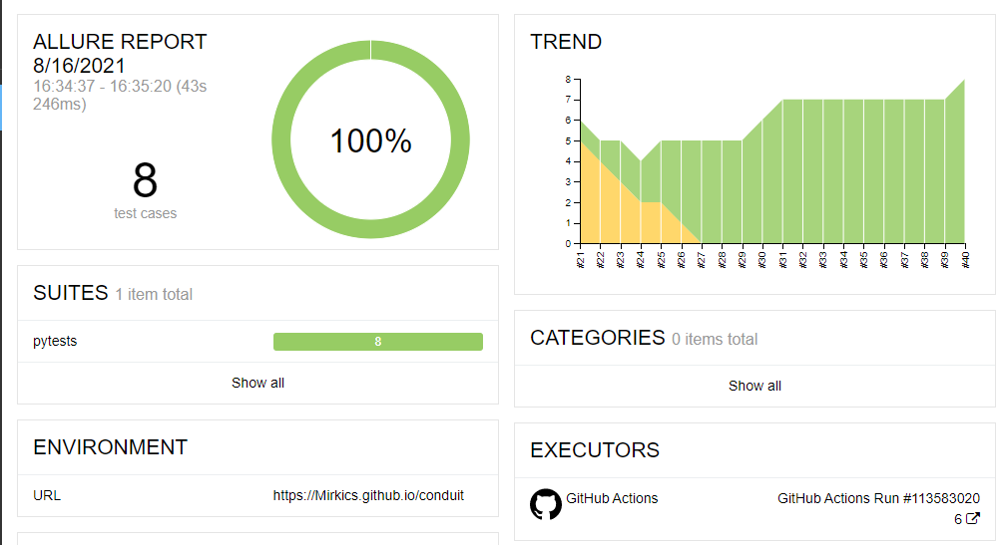 ALLURE REPORT
8/16/2021
16:34:37 - 16:35:20 (43s
246ms)
100%
8
test cases
SUITES 1 item total
pytests 8
Show all
ENVIRONMENT
URL https://Mirkics.github.io/conduit
TREND
8
7
6
5
4
3
2
1
0
#21 #22 #23 #24 #25 #26 #27 #28 #29 #30 #31 #32 #33 #34 #35 #36 #37 #38 #39 #40
CATEGORIES 0 items total
Show all
EXECUTORS
GitHub Actions GitHub Actions Run #113583020
6